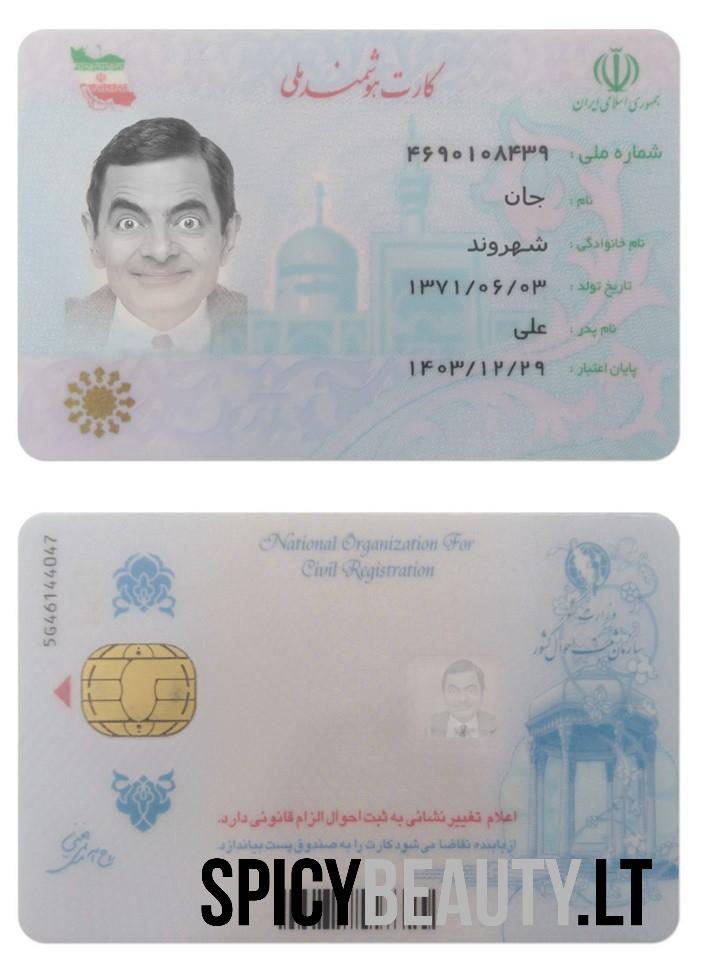 کارت هوشمند ملی
جمهوری اسلامی ایران
شماره ملی: ۴۶۹۰۱۰۸۴۳۹
نام: جان
نام خانوادگی: شهروند
تاریخ تولد: ۱۳۷۱/۰۶/۰۳
نام پدر: علی
پایان اعتبار: ۱۴۰۳/۱۲/۲۹
5G46144047
National Organization For
Civil Registration
وزارت کشور
سازمان ثبت احوال کشور
اعلام تغییر نشانی به ثبت احوال الزام قانونی دارد.
از یابنده تقاضا می شود کارت را به صندوق پست بیاندازد.
SPICYBEAUTY.LT